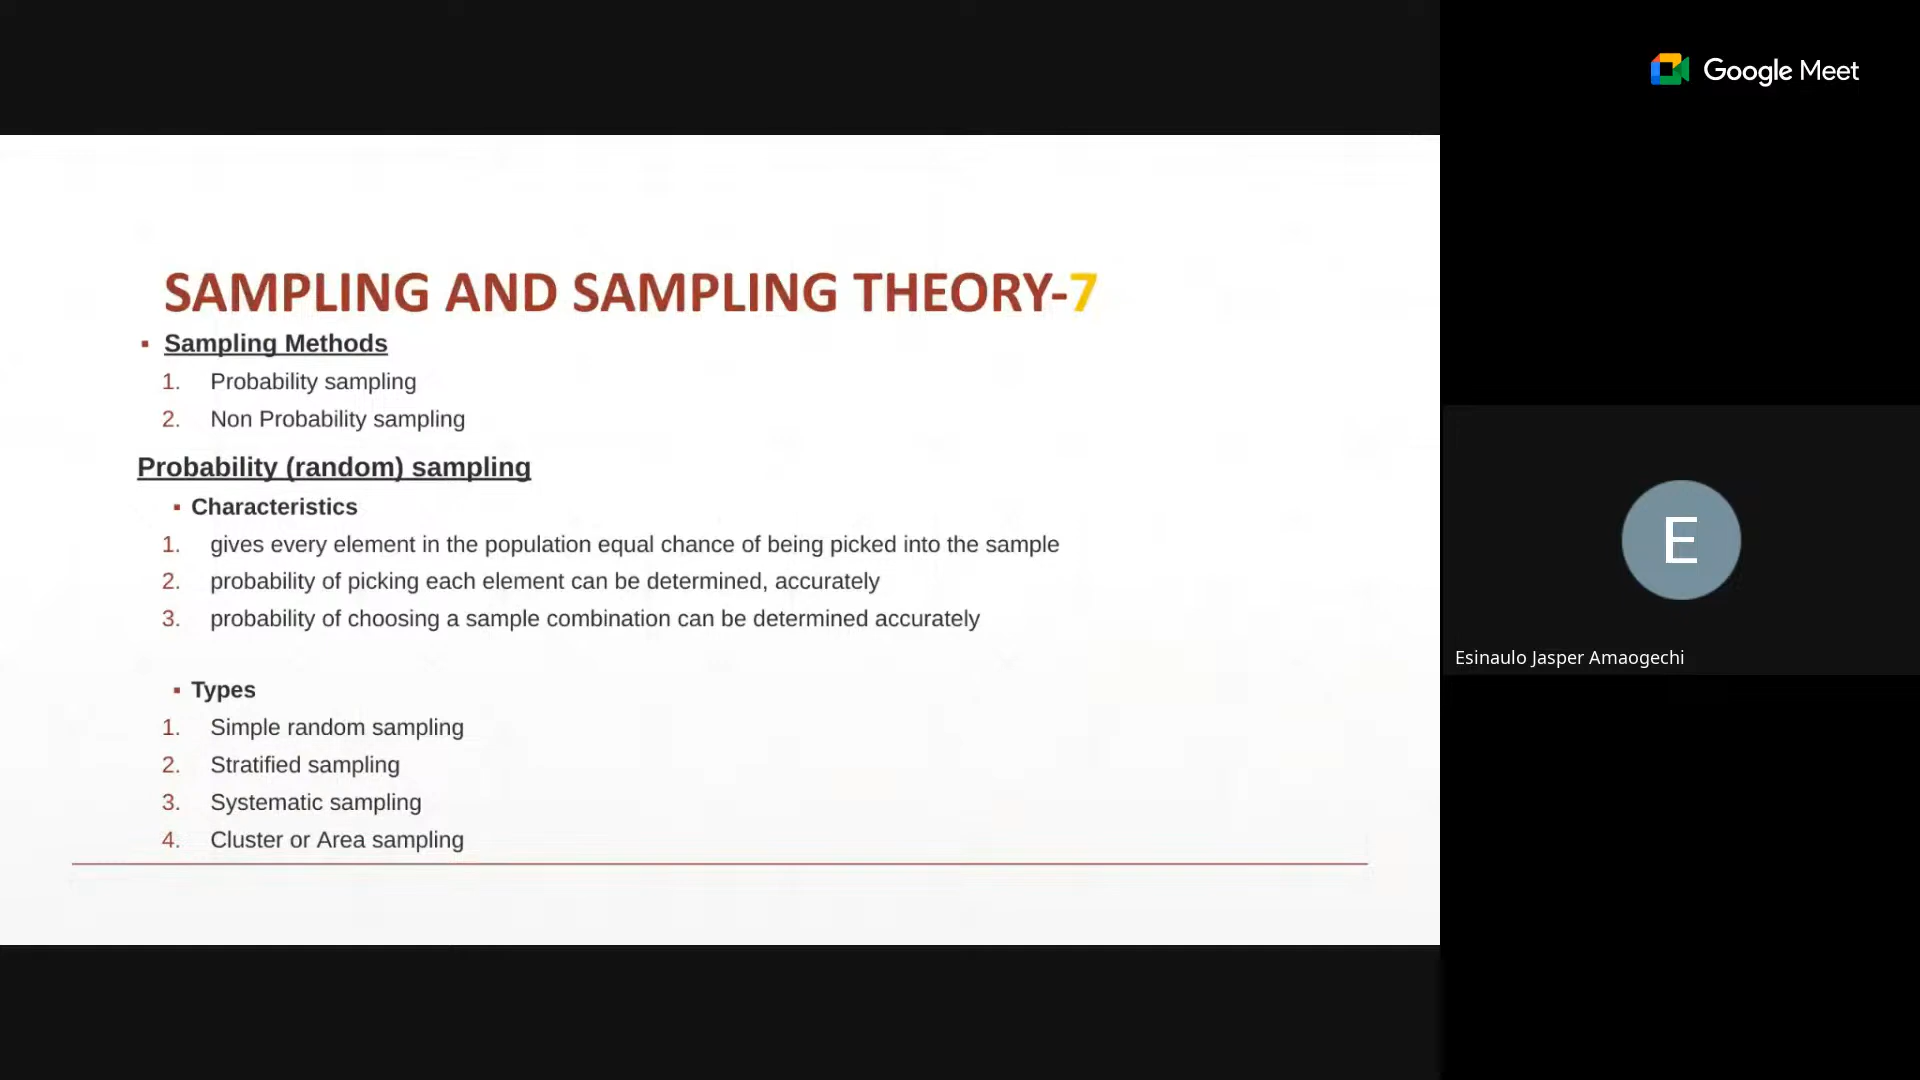 Google Meet
SAMPLING AND SAMPLING THEORY-7
▪ Sampling Methods
1. Probability sampling
2. Non Probability sampling
Probability (random) sampling
▪ Characteristics
1. gives every element in the population equal chance of being picked into the sample
2. probability of picking each element can be determined, accurately
3. probability of choosing a sample combination can be determined accurately
▪ Types
1. Simple random sampling
2. Stratified sampling
3. Systematic sampling
4. Cluster or Area sampling
E
Esinaulo Jasper Amaogechi